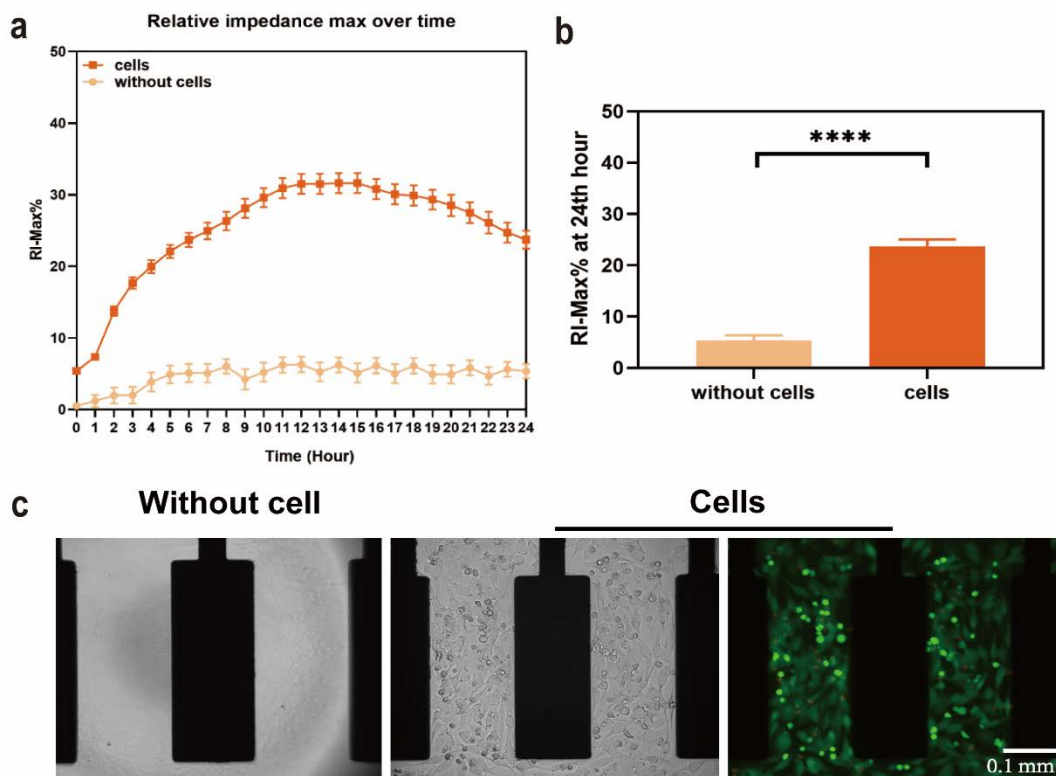 a
Relative impedance max over time
50
40
30
20
10
0
RI-Max%
cells
without cells
0 1 2 3 4 5 6 7 8 9 10 11 12 13 14 15 16 17 18 19 20 21 22 23 24
Time (Hour)
b
50
40
30
20
10
0
RI-Max% at 24th hour
****
without cells
cells
c
Without cell
Cells
0.1 mm